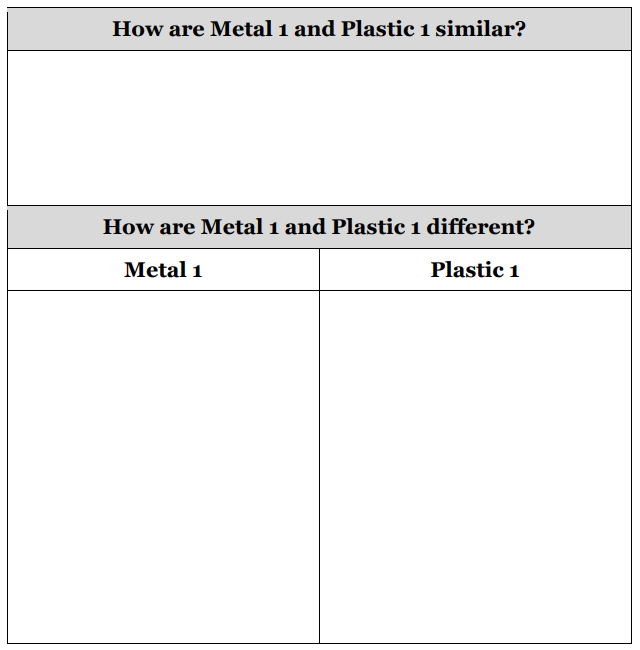 How are Metal 1 and Plastic 1 similar?
How are Metal 1 and Plastic 1 different?
Metal 1
Plastic 1